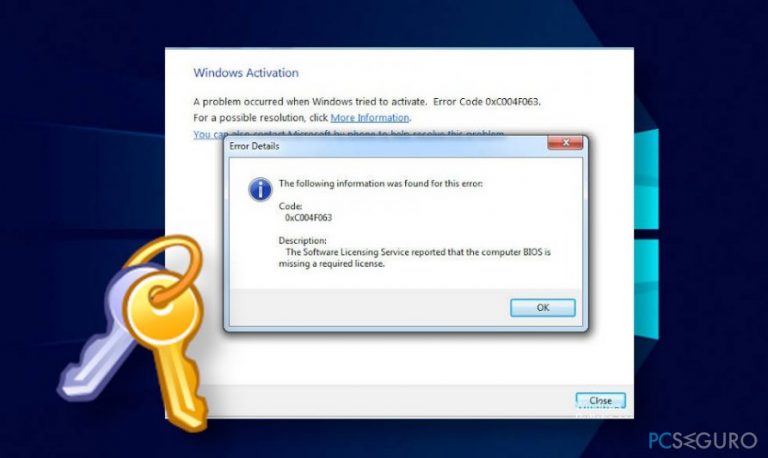 Windows Activation
A problem occurred when Windows tried to activate. Error Code 0xC004F063.
For a possible resolution, click More Information.
You can also contact Microsoft by phone to help resolve this problem.
Error Details
The following information was found for this error:
Code:
0xC004F063
Description:
The Software Licensing Service reported that the computer BIOS is
missing a required license.
OK
Close
PCSEGURO